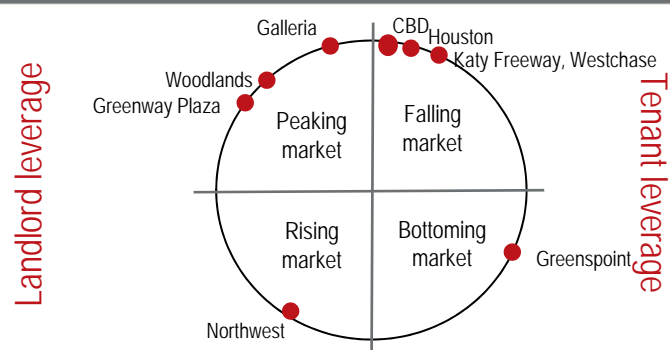 Galleria
CBD
Houston
Katy Freeway, Westchase
Woodlands
Greenway Plaza
Landlord leverage
Peaking
market
Falling
market
Tenant leverage
Rising
market
Bottoming
market
Greenspoint
Northwest